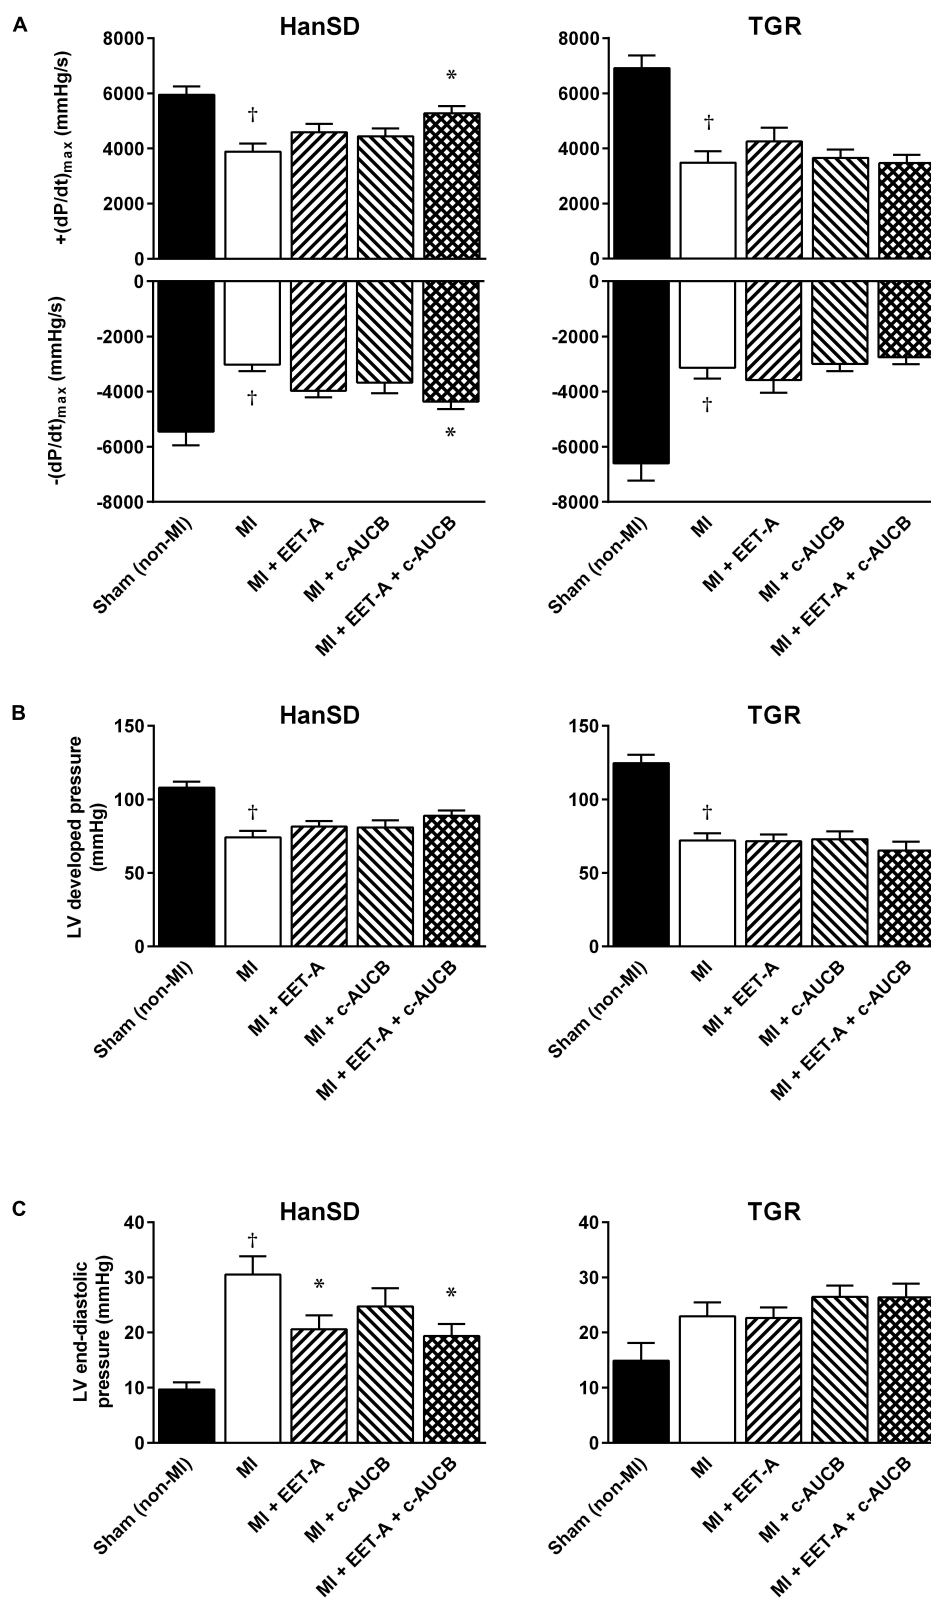 A
HanSD
TGR
+(dP/dt)max (mmHg/s)
8000
6000
4000
2000
0
†
*
8000
6000
4000
2000
0
†
-(dP/dt)max (mmHg/s)
0
-2000
-4000
-6000
-8000
†
*
0
-2000
-4000
-6000
-8000
†
Sham (non-MI)
MI
MI + EET-A
MI + c-AUCB
MI + EET-A + c-AUCB
Sham (non-MI)
MI
MI + EET-A
MI + c-AUCB
MI + EET-A + c-AUCB
B
HanSD
TGR
LV developed pressure
(mmHg)
150
100
50
0
†
150
100
50
0
†
Sham (non-MI)
MI
MI + EET-A
MI + c-AUCB
MI + EET-A + c-AUCB
Sham (non-MI)
MI
MI + EET-A
MI + c-AUCB
MI + EET-A + c-AUCB
C
HanSD
TGR
LV end-diastolic
pressure (mmHg)
40
30
20
10
0
†
*
*
40
30
20
10
0
Sham (non-MI)
MI
MI + EET-A
MI + c-AUCB
MI + EET-A + c-AUCB
Sham (non-MI)
MI
MI + EET-A
MI + c-AUCB
MI + EET-A + c-AUCB